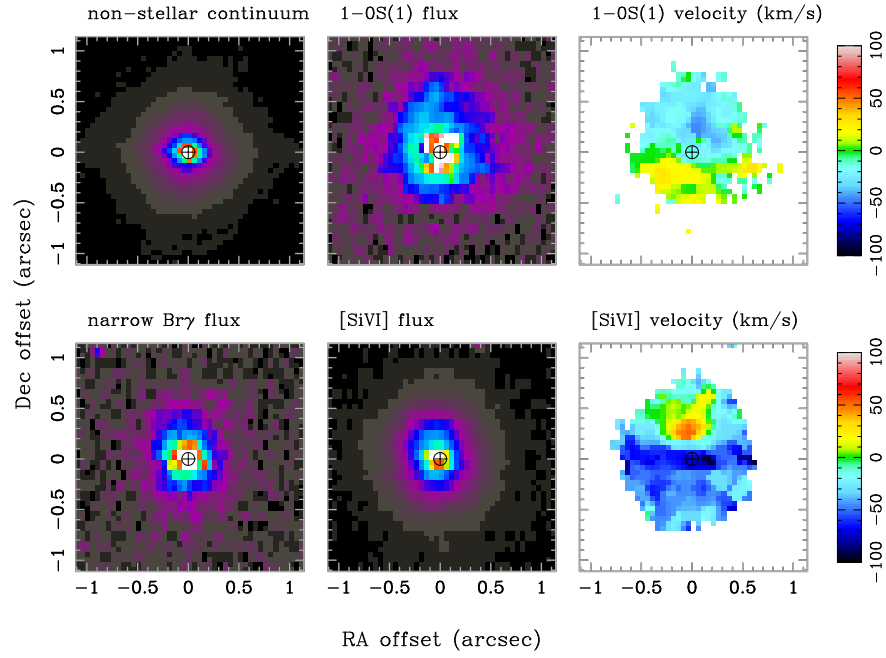 non-stellar continuum
1-0S(1) flux
1-0S(1) velocity (km/s)
1
0.5
0
-0.5
-1
100
50
0
-50
-100
narrow Brγ flux
[SiVI] flux
[SiVI] velocity (km/s)
1
0.5
0
-0.5
-1
100
50
0
-50
-100
-1 -0.5 0 0.5 1
-1 -0.5 0 0.5 1
-1 -0.5 0 0.5 1
Dec offset (arcsec)
RA offset (arcsec)